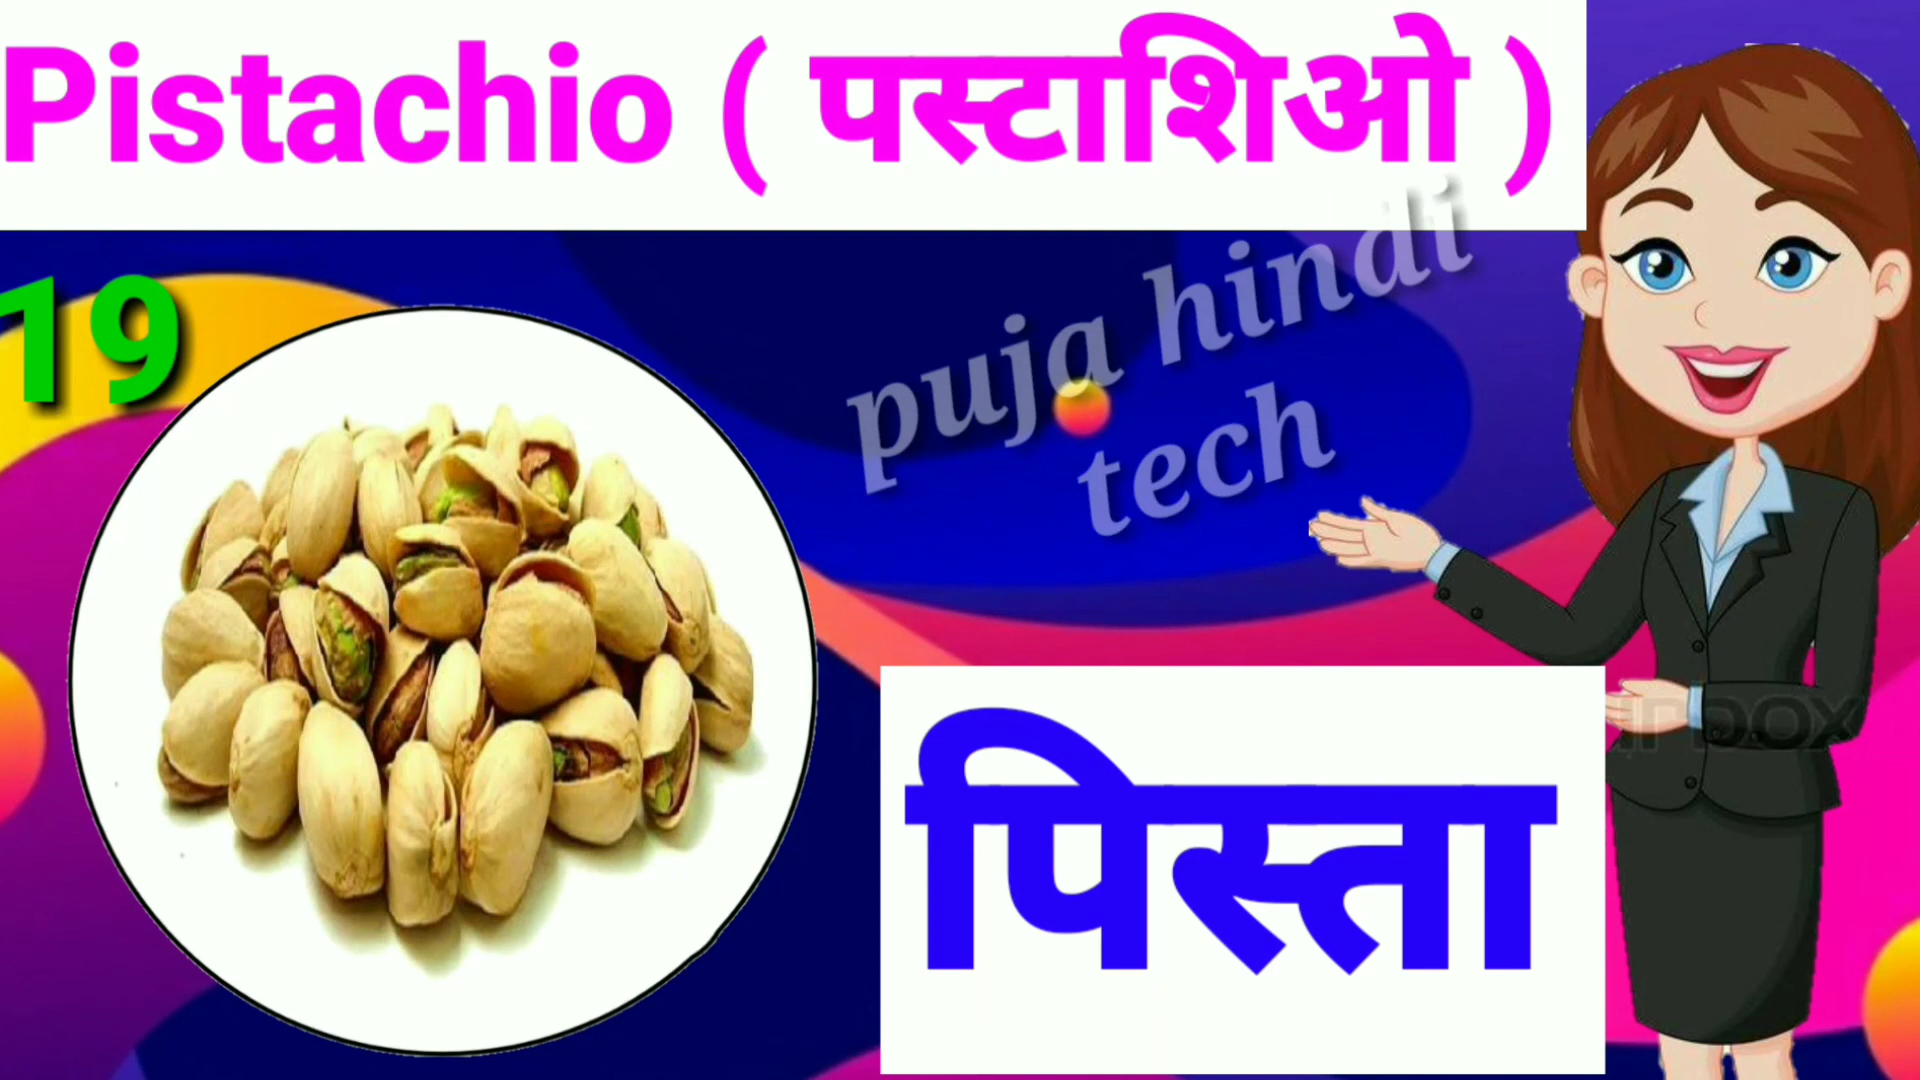 Pistachio ( पस्टाशिओ )
19
puja hindi
tech
पिस्ता